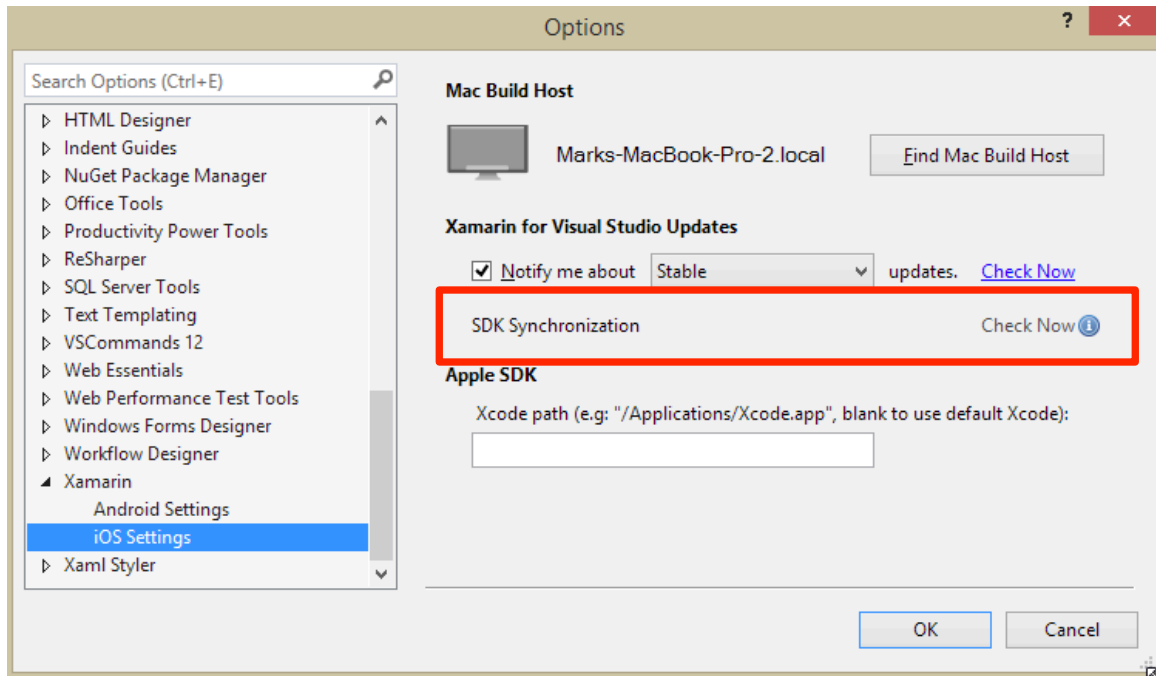 Options
?
Search Options (Ctrl+E)
HTML Designer
Indent Guides
NuGet Package Manager
Office Tools
Productivity Power Tools
ReSharper
SQL Server Tools
Text Templating
VSCommands 12
Web Essentials
Web Performance Test Tools
Windows Forms Designer
Workflow Designer
Xamarin
Android Settings
iOS Settings
Xaml Styler
Mac Build Host
Marks-MacBook-Pro-2.local Find Mac Build Host
Xamarin for Visual Studio Updates
Notify me about Stable updates. Check Now
SDK Synchronization Check Now
Apple SDK
Xcode path (e.g: "/Applications/Xcode.app", blank to use default Xcode):
OK Cancel